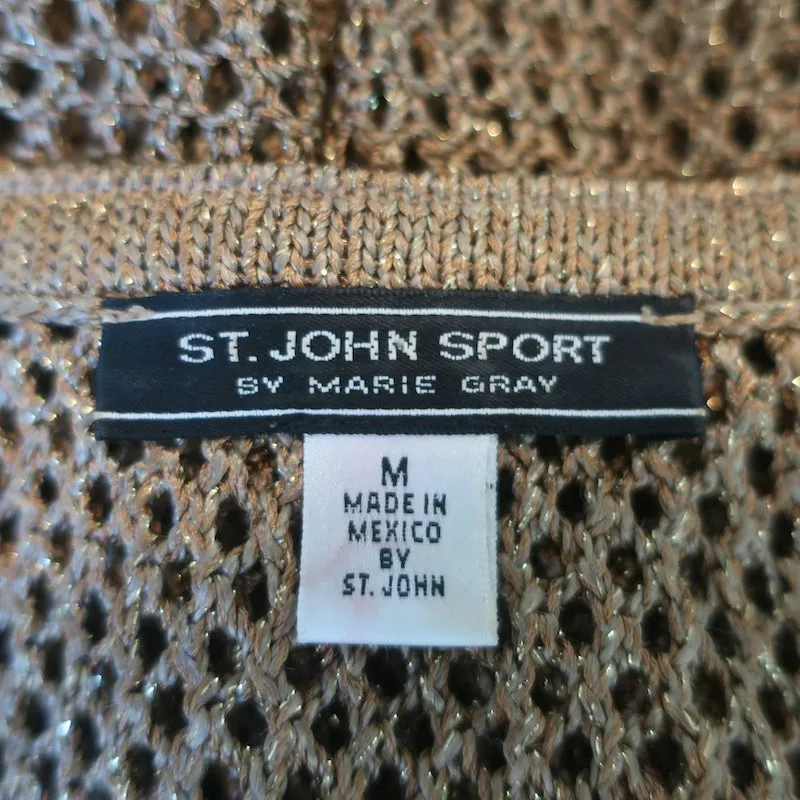 ST. JOHN SPORT
BY MARIE GRAY
M
MADE IN
MEXICO
BY
ST. JOHN